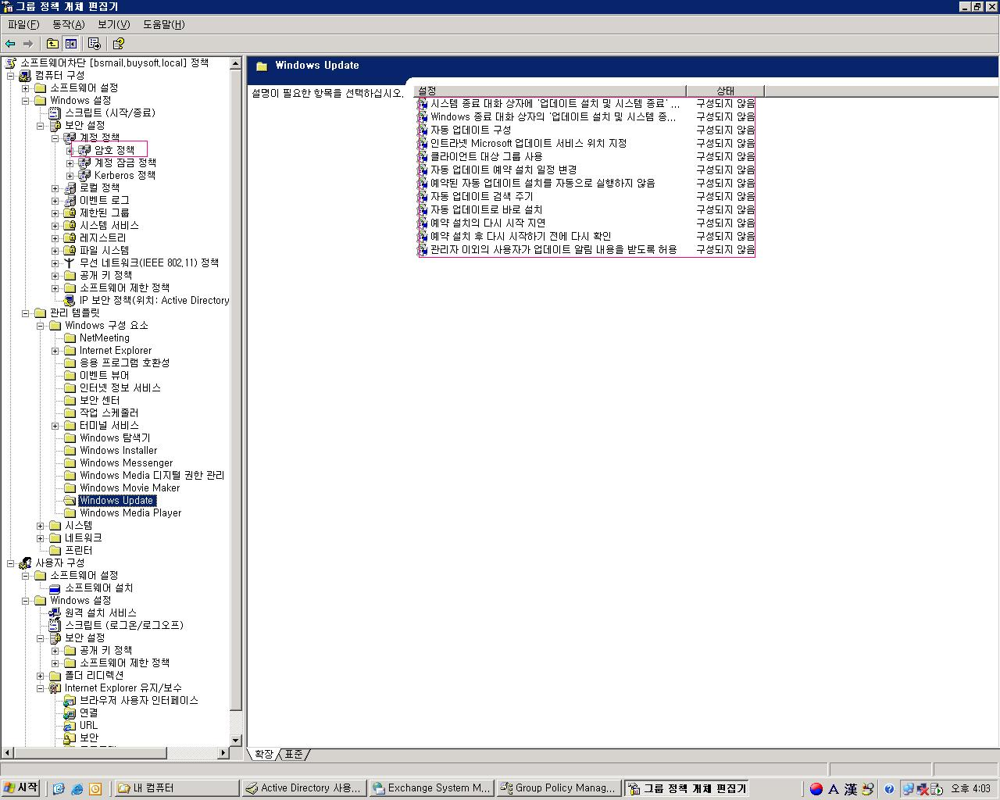 그룹 정책 개체 편집기
파일(F) 동작(A) 보기(V) 도움말(H)
소프트웨어차단 [bsmail.buysoft.local] 정책
컴퓨터 구성
소프트웨어 설정
Windows 설정
스크립트 (시작/종료)
보안 설정
계정 정책
암호 정책
계정 잠금 정책
Kerberos 정책
로컬 정책
이벤트 로그
제한된 그룹
시스템 서비스
레지스트리
파일 시스템
무선 네트워크(IEEE 802.11) 정책
공개 키 정책
소프트웨어 제한 정책
IP 보안 정책(위치: Active Directory
관리 템플릿
Windows 구성 요소
NetMeeting
Internet Explorer
응용 프로그램 호환성
이벤트 뷰어
인터넷 정보 서비스
보안 센터
작업 스케줄러
터미널 서비스
Windows 탐색기
Windows Installer
Windows Messenger
Windows Media 디지털 권한 관리
Windows Movie Maker
Windows Update
Windows Media Player
시스템
네트워크
프린터
사용자 구성
소프트웨어 설정
소프트웨어 설치
Windows 설정
원격 설치 서비스
스크립트 (로그온/로그오프)
보안 설정
공개 키 정책
소프트웨어 제한 정책
폴더 리디렉션
Internet Explorer 유지/보수
브라우저 사용자 인터페이스
연결
URL
보안
Windows Update
설명이 필요한 항목을 선택하십시오.
설정 상태
시스템 종료 대화 상자에 '업데이트 설치 및 시스템 종료' ... 구성되지 않음
Windows 종료 대화 상자의 '업데이트 설치 및 시스템 종... 구성되지 않음
자동 업데이트 구성 구성되지 않음
인트라넷 Microsoft 업데이트 서비스 위치 지정 구성되지 않음
클라이언트 대상 그룹 사용 구성되지 않음
자동 업데이트 예약 설치 일정 변경 구성되지 않음
예약된 자동 업데이트 설치를 자동으로 실행하지 않음 구성되지 않음
자동 업데이트 검색 주기 구성되지 않음
자동 업데이트로 바로 설치 구성되지 않음
예약 설치의 다시 시작 지연 구성되지 않음
예약 설치 후 다시 시작하기 전에 다시 확인 구성되지 않음
관리자 이외의 사용자가 업데이트 알림 내용을 받도록 허용 구성되지 않음
확장 표준
시작 내 컴퓨터 Active Directory 사용... Exchange System M... Group Policy Manag... 그룹 정책 개체 편집기 A 漢 오후 4:03